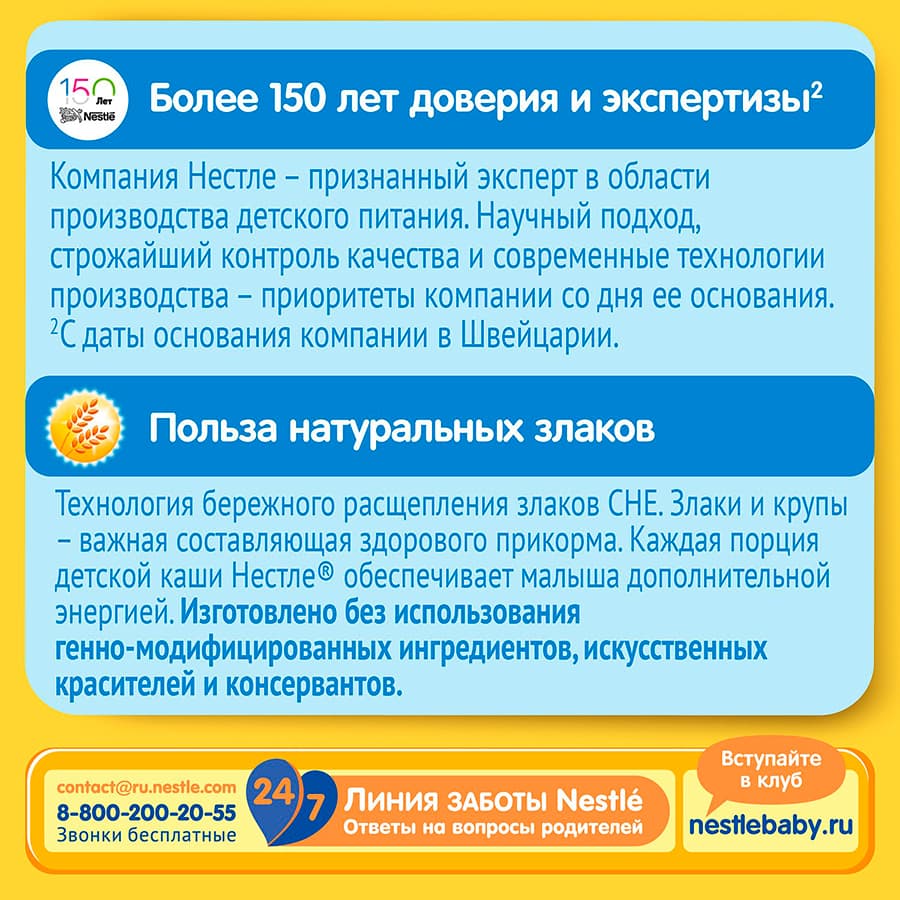 150
Лет
Nestlé
Более 150 лет доверия и экспертизы²
Компания Нестле – признанный эксперт в области
производства детского питания. Научный подход,
строжайший контроль качества и современные технологии
производства – приоритеты компании со дня ее основания.
²С даты основания компании в Швейцарии.
Польза натуральных злаков
Технология бережного расщепления злаков CHE. Злаки и крупы
– важная составляющая здорового прикорма. Каждая порция
детской каши Нестле® обеспечивает малыша дополнительной
энергией. Изготовлено без использования
генно-модифицированных ингредиентов, искусственных
красителей и консервантов.
contact@ru.nestle.com
8-800-200-20-55
Звонки бесплатные
24/7
Линия ЗАБОТЫ Nestlé
Ответы на вопросы родителей
Вступайте
в клуб
nestlebaby.ru